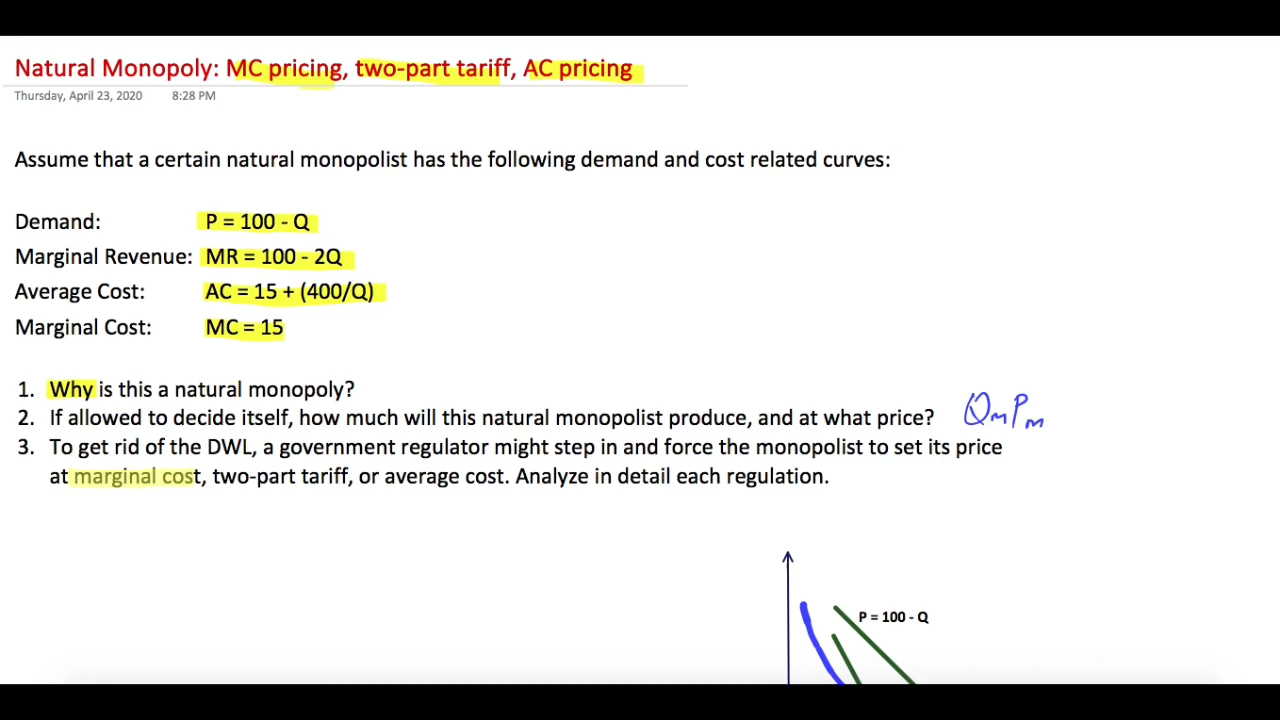 Natural Monopoly: MC pricing, two-part tariff, AC pricing
Thursday, April 23, 2020 8:28 PM
Assume that a certain natural monopolist has the following demand and cost related curves:
Demand: P = 100 - Q
Marginal Revenue: MR = 100 - 2Q
Average Cost: AC = 15 + (400/Q)
Marginal Cost: MC = 15
1. Why is this a natural monopoly?
2. If allowed to decide itself, how much will this natural monopolist produce, and at what price? Qm Pm
3. To get rid of the DWL, a government regulator might step in and force the monopolist to set its price
at marginal cost, two-part tariff, or average cost. Analyze in detail each regulation.
P = 100 - Q